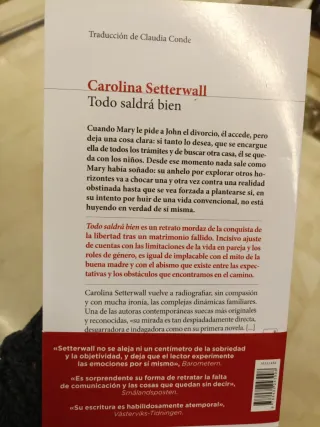 Traducción de Claudia Conde
Carolina Setterwall
Todo saldrá bien
Cuando Mary le pide a John el divorcio, él accede, pero
deja una cosa clara: si tanto lo desea, que se encargue
ella de todos los trámites y de buscar otra casa, él se que-
da con los niños. Desde ese momento nada sale como
Mary había soñado: su anhelo por explorar otros ho-
rizontes va a chocar una y otra vez contra una realidad
obstinada hasta que se vea forzada a plantearse si, en
su intento por huir de una vida convencional, no está
huyendo en verdad de sí misma.
Todo saldrá bien es un retrato mordaz de la conquista de
la libertad tras un matrimonio fallido. Incisivo ajuste
de cuentas con las limitaciones de la vida en pareja y los
roles de género, es igual de implacable con el mito de la
buena madre y con el abismo que existe entre las expec-
tativas y los obstáculos que encontramos en el camino.
Carolina Setterwall vuelve a radiografiar, sin compasión
y con mucha ironía, las complejas dinámicas familiares.
Una de las autoras contemporáneas suecas más originales
y reconocidas, «su mirada es tan despiadadamente directa,
desgarradora e indagadora como en su primera novela. [...]
«Setterwall no se aleja ni un centímetro de la sobriedad
y la objetividad, y deja que el lector experimente
las emociones por sí mismo», Barometern.
«Es sorprendente su forma de retratar la falta
de comunicación y las cosas que quedan sin decir»,
Smålandsposten.
«Su escritura es habilidosamente atemporal»,
Västerviks-Tidningen.